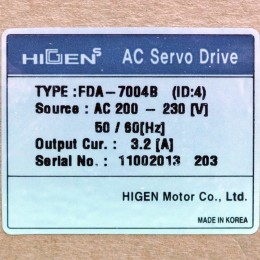 HIGEN S AC Servo Drive
TYPE : FDA-7004B (ID:4)
Source : AC 200 - 230 [V]
50 / 60[Hz]
Output Cur. : 3.2 [A]
Serial No. : 11002013 203
HIGEN Motor Co., Ltd.
MADE IN KOREA